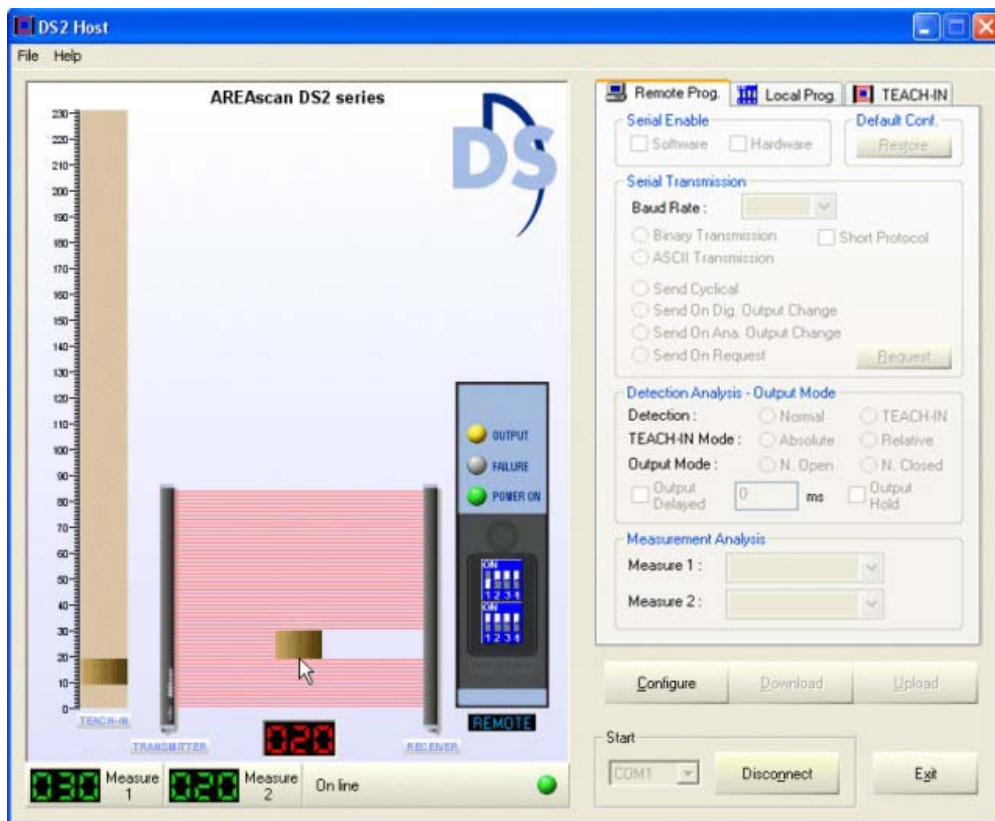 DS2 Host
File Help
AREAscan DS2 series
DS
230
220
210
200
190
180
170
160
150
140
130
120
110
100
90
80
70
60
50
40
30
20
10
0
TEACH-IN
TRANSMITTER
AREAscan
020
RECEIVER
OUTPUT
FAILURE
POWER ON
ON
1 2 3 4
ON
1 2 3 4
REMOTE
030 Measure 1
020 Measure 2
On line
Remote Prog. Local Prog. TEACH-IN
Serial Enable
Software Hardware
Default Conf.
Restore
Serial Transmission
Baud Rate :
Binary Transmission Short Protocol
ASCII Transmission
Send Cyclical
Send On Dig. Output Change
Send On Ana. Output Change
Send On Request Request
Detection Analysis - Output Mode
Detection : Normal TEACH-IN
TEACH-IN Mode : Absolute Relative
Output Mode : N. Open N. Closed
Output Delayed 0 ms Output Hold
Measurement Analysis
Measure 1 :
Measure 2 :
Configure Download Upload
Start
COM1 Disconnect Exit